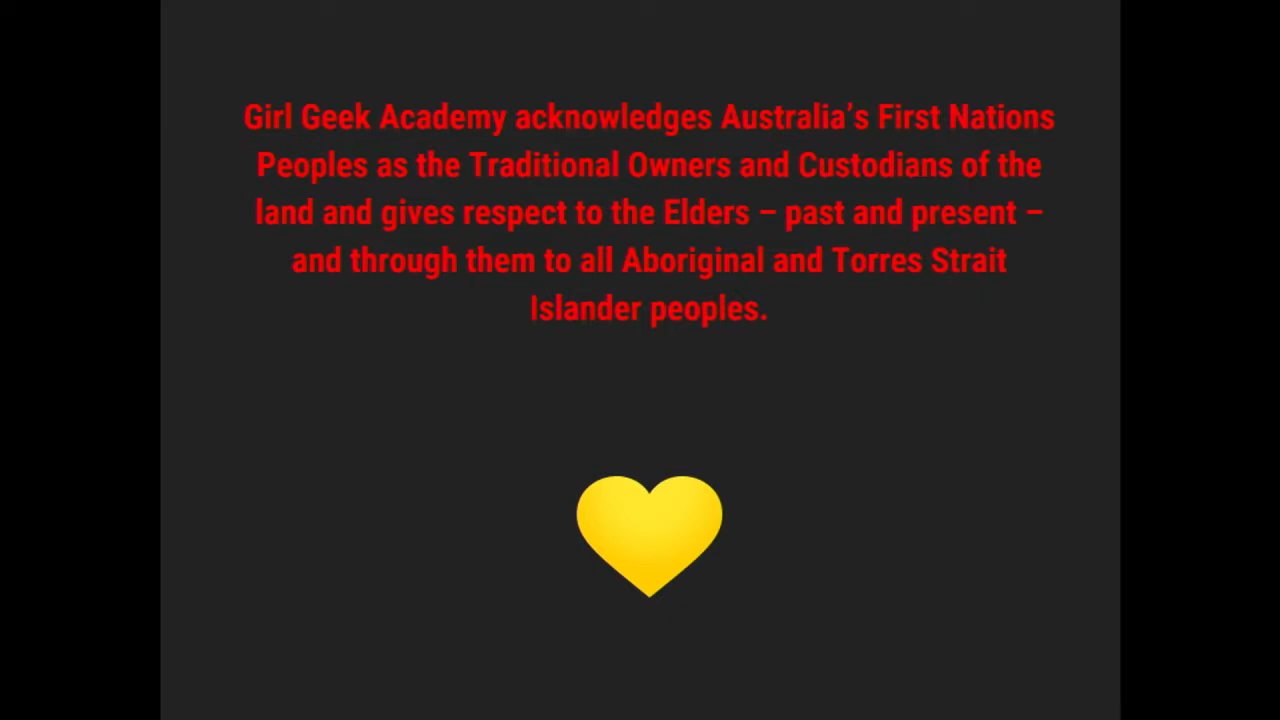 Girl Geek Academy acknowledges Australia’s First Nations
Peoples as the Traditional Owners and Custodians of the
land and gives respect to the Elders – past and present –
and through them to all Aboriginal and Torres Strait
Islander peoples.